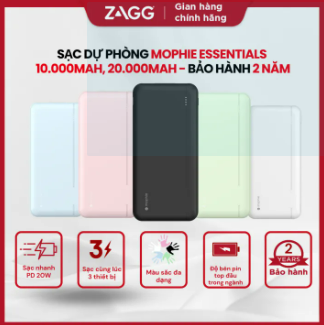 ZAGG
Gian hàng
chính hãng
SẠC DỰ PHÒNG MOPHIE ESSENTIALS
10.000MAH, 20.000MAH - BẢO HÀNH 2 NĂM
Sạc nhanh
PD 20W
3
Sạc cùng lúc
3 thiết bị
Màu sắc đa
dạng
Độ bền pin
top đầu
trong ngành
2
YEARS
Bảo hành